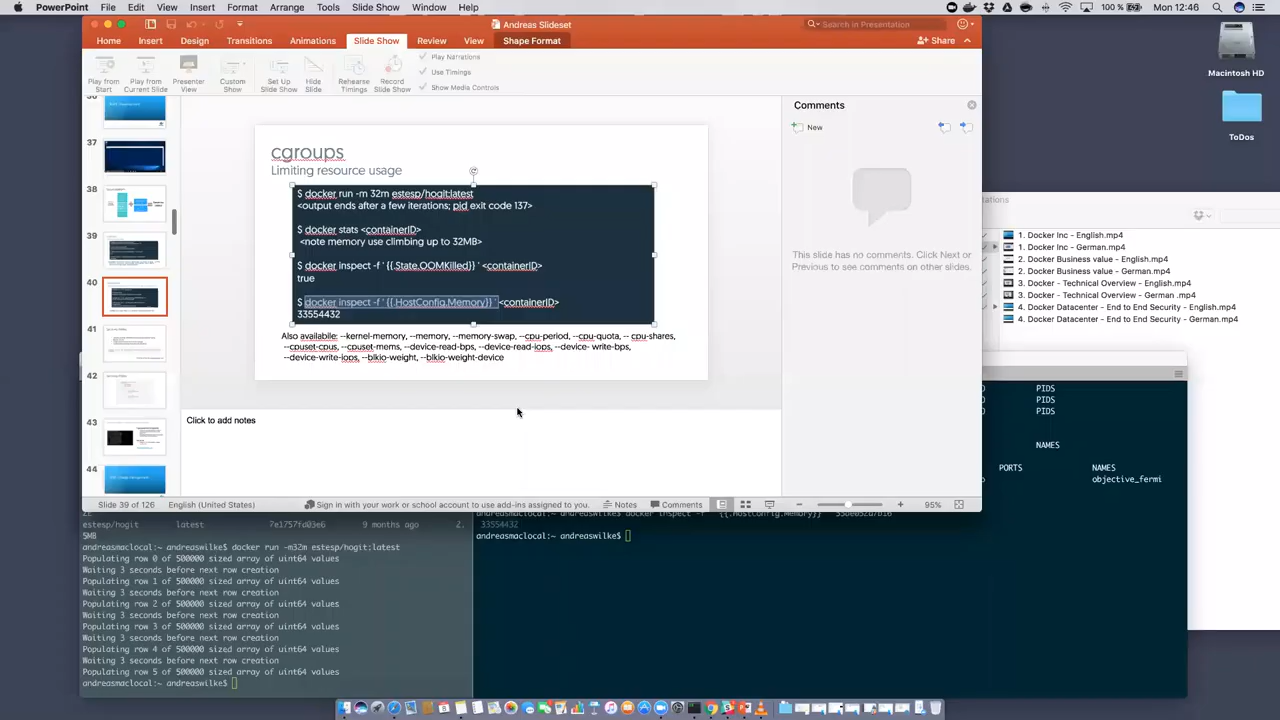 PowerPoint File Edit View Insert Format Arrange Tools Slide Show Window Help 100 % Mon 12:46
Andreas Slideset
Search in Presentation
Home Insert Design Transitions Animations Slide Show Review View Shape Format Share
Play from Start
Play from Current Slide
Presenter View
Custom Show
Set Up Slide Show
Hide Slide
Rehearse Timings
Record Slide Show
Play Narrations
Use Timings
Show Media Controls
Macintosh HD
ToDos
37
38
39
40
41
42
43
44
cgroups
Limiting resource usage
$ docker run -m 32m estesp/hogit:latest
<output ends after a few iterations; pid exit code 137>
$ docker stats <containerID>
<note memory use climbing up to 32MB>
$ docker inspect -f ' {{.State.OOMKilled}} ' <containerID>
true
$ docker inspect -f ' {{.HostConfig.Memory}} ' <containerID>
33554432
Also available: --kernel-memory, --memory, --memory-swap, --cpu-period, --cpu-quota, -- cpu-shares,
--cpuset-cpus, --cpuset-mems, --device-read-bps, --device-read-iops, --device- write-bps,
--device-write-iops, --blkio-weight, --blkio-weight-device
Click to add notes
Comments
New
This slide has no comments. Click Next or
Previous to see comments on other slides.
Slide 39 of 126 English (United States) Sign in with your work or school account to use add-ins assigned to you. Notes Comments 95%
1. Docker Inc - English.mp4
1. Docker Inc - German.mp4
2. Docker Business value - English.mp4
2. Docker Business value - German.mp4
3. Docker - Technical Overview - English.mp4
3. Docker - Technical Overview - German .mp4
4. Docker Datacenter - End to End Security - English.mp4
4. Docker Datacenter - End to End Security - German.mp4
PIDS
PIDS
PIDS
NAMES
PORTS NAMES
objective_fermi
estesp/hogit latest 7e1757fd03e6 9 months ago 2.
5MB
andreasmaclocal:~ andreaswilke$ docker run -m32m estesp/hogit:latest
Populating row 0 of 500000 sized array of uint64 values
Waiting 3 seconds before next row creation
Populating row 1 of 500000 sized array of uint64 values
Waiting 3 seconds before next row creation
Populating row 2 of 500000 sized array of uint64 values
Waiting 3 seconds before next row creation
Populating row 3 of 500000 sized array of uint64 values
Waiting 3 seconds before next row creation
Populating row 4 of 500000 sized array of uint64 values
Waiting 3 seconds before next row creation
Populating row 5 of 500000 sized array of uint64 values
andreasmaclocal:~ andreaswilke$
33554432
andreasmaclocal:~ andreaswilke$